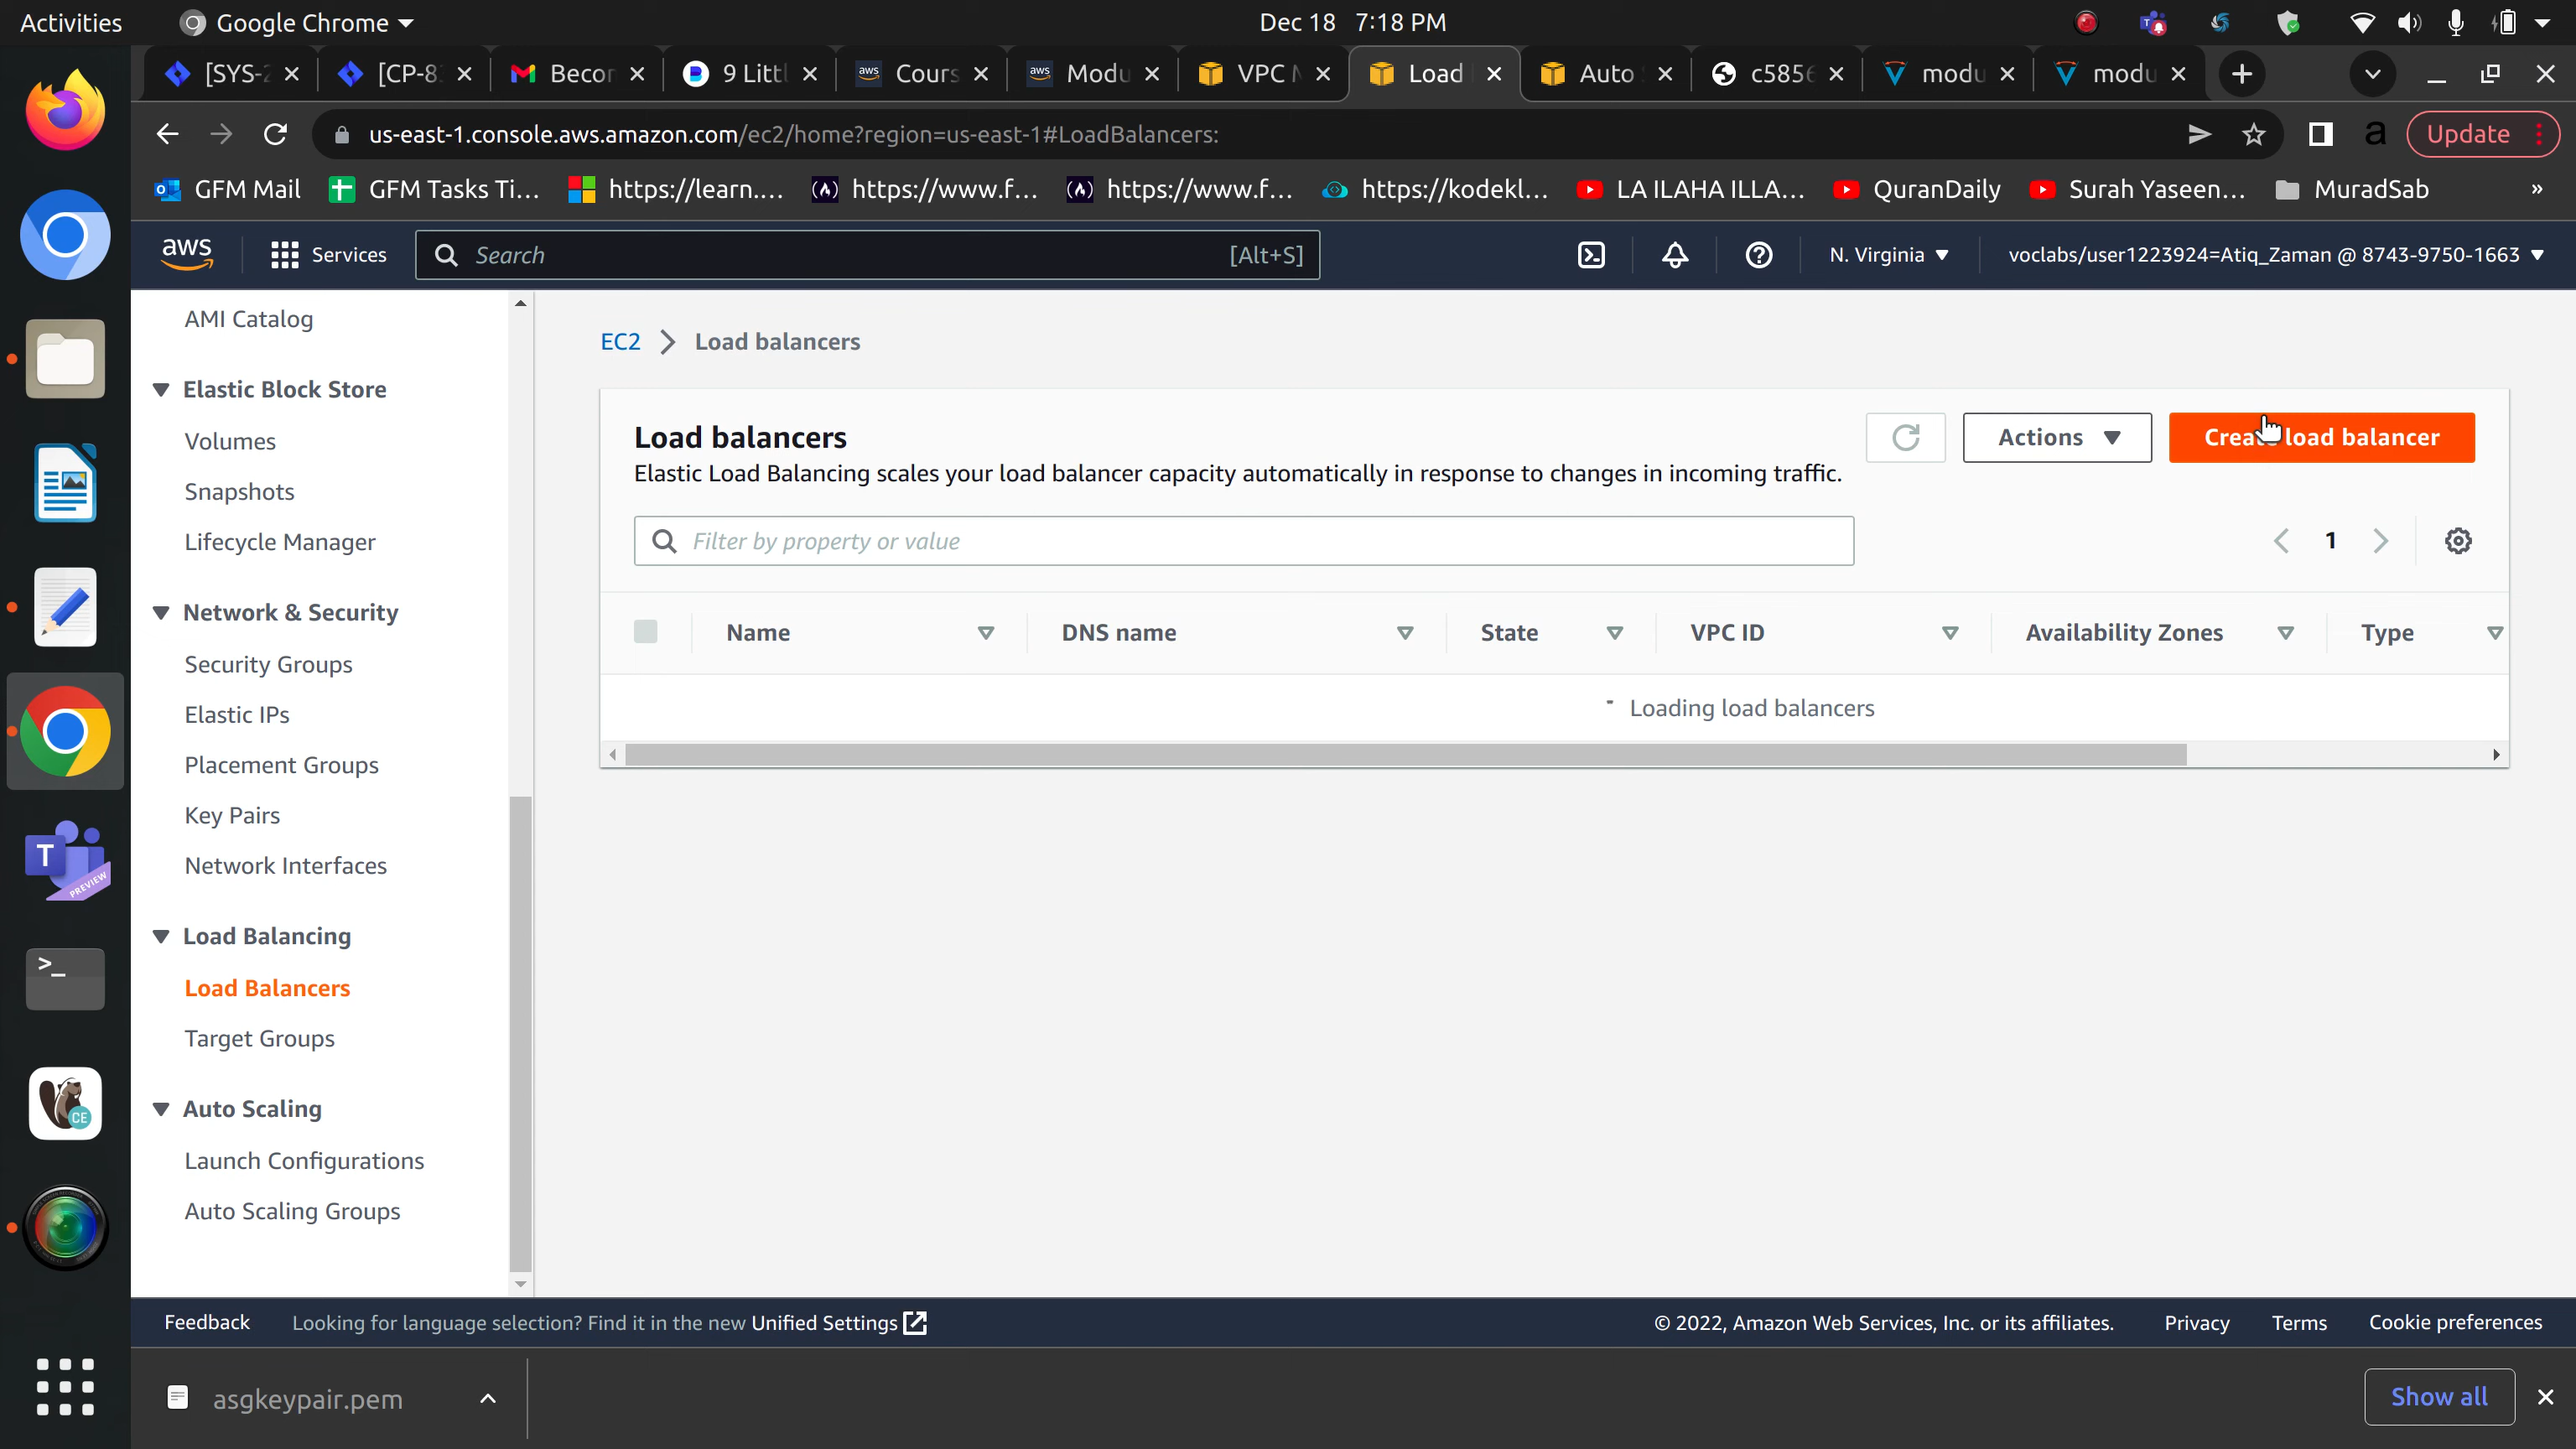 Activities Google Chrome Dec 18 7:18 PM
[SYS-2 [CP-83 Becor 9 Littl Cours Modu VPC M Load Auto S c585e modu modu
us-east-1.console.aws.amazon.com/ec2/home?region=us-east-1#LoadBalancers: Update
GFM Mail GFM Tasks Ti... https://learn.... https://www.f... https://www.f... https://kodekl... LA ILAHA ILLA... QuranDaily Surah Yaseen... MuradSab »
aws Services Search [Alt+S] N. Virginia voclabs/user1223924=Atiq_Zaman @ 8743-9750-1663
AMI Catalog
Elastic Block Store
Volumes
Snapshots
Lifecycle Manager
Network & Security
Security Groups
Elastic IPs
Placement Groups
Key Pairs
Network Interfaces
Load Balancing
Load Balancers
Target Groups
Auto Scaling
Launch Configurations
Auto Scaling Groups
EC2 > Load balancers
Load balancers
Elastic Load Balancing scales your load balancer capacity automatically in response to changes in incoming traffic.
Actions Create load balancer
Filter by property or value 1
Name DNS name State VPC ID Availability Zones Type
Loading load balancers
T PREVIEW
>_
CE
Feedback Looking for language selection? Find it in the new Unified Settings © 2022, Amazon Web Services, Inc. or its affiliates. Privacy Terms Cookie preferences
asgkeypair.pem Show all